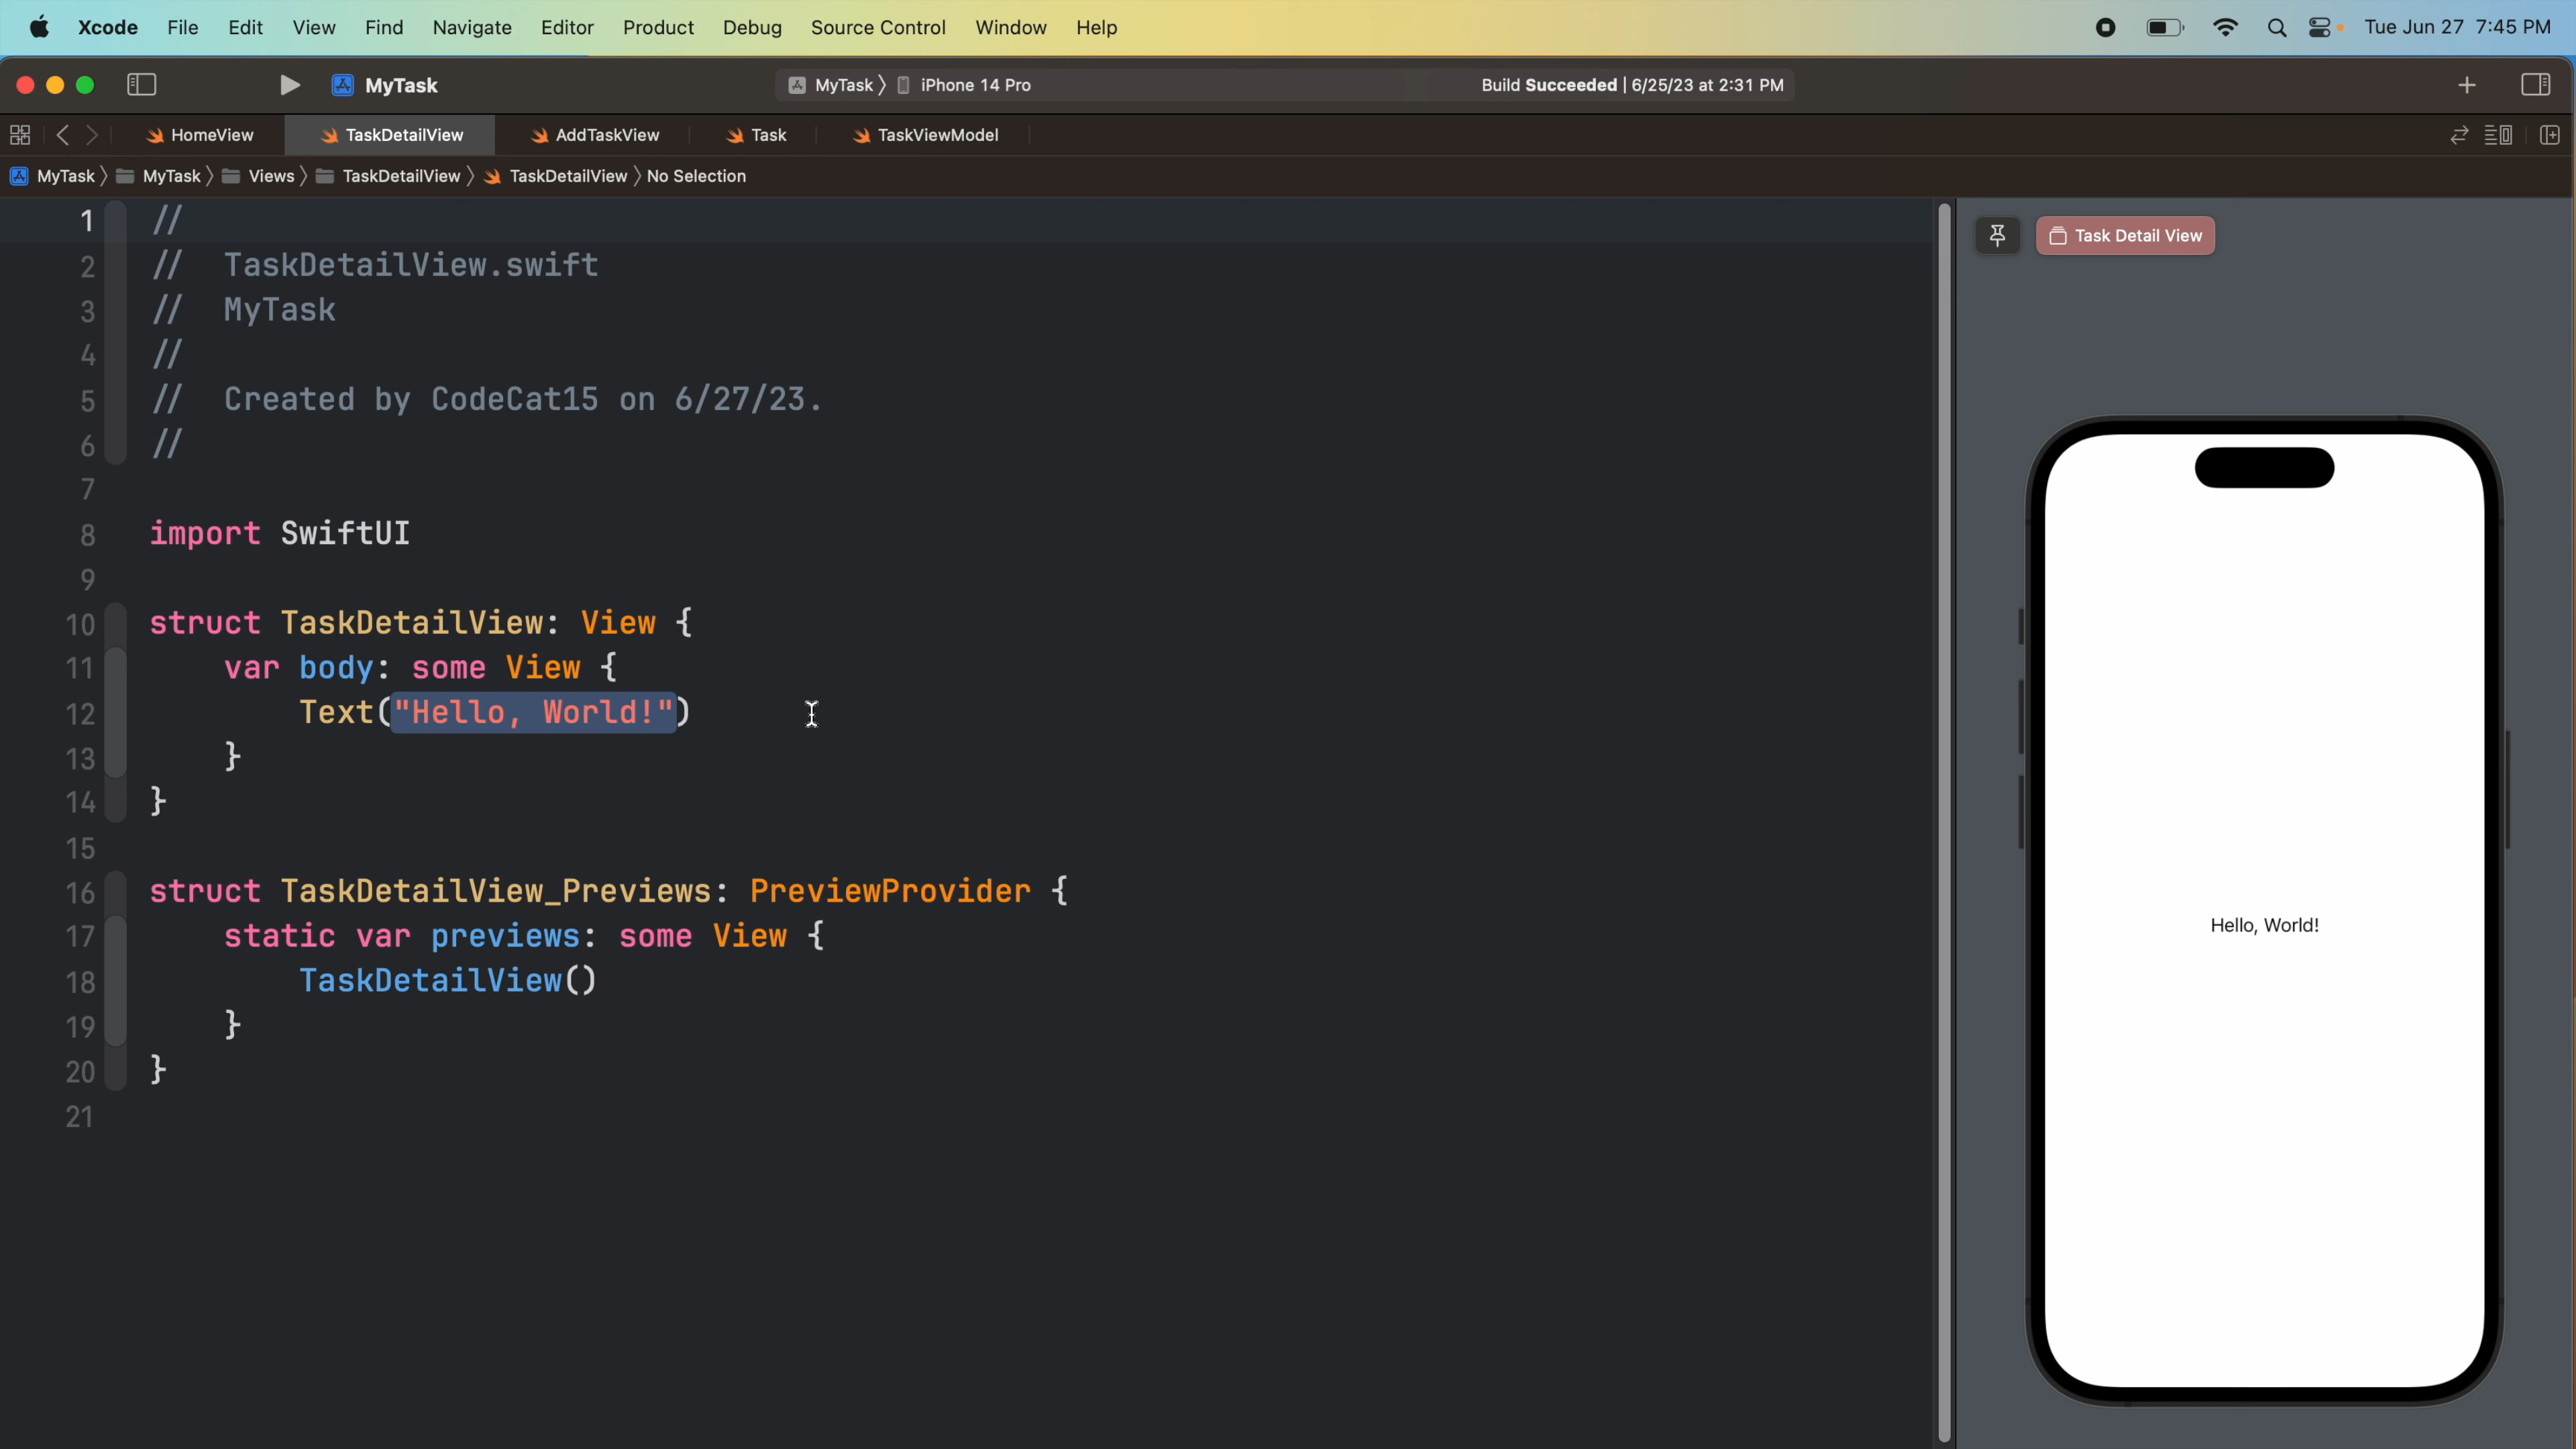 Xcode File Edit View Find Navigate Editor Product Debug Source Control Window Help Tue Jun 27 7:45 PM
MyTask MyTask 〉 iPhone 14 Pro Build Succeeded | 6/25/23 at 2:31 PM
HomeView TaskDetailView AddTaskView Task TaskViewModel
MyTask 〉 MyTask 〉 Views 〉 TaskDetailView 〉 TaskDetailView 〉 No Selection
Task Detail View
1 //
2 //  TaskDetailView.swift
3 //  MyTask
4 //
5 //  Created by CodeCat15 on 6/27/23.
6 //
7
8 import SwiftUI
9
10 struct TaskDetailView: View {
11     var body: some View {
12         Text("Hello, World!")
13     }
14 }
15
16 struct TaskDetailView_Previews: PreviewProvider {
17     static var previews: some View {
18         TaskDetailView()
19     }
20 }
21
Hello, World!